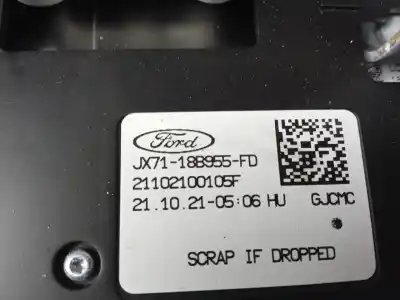 Ford
JX71-18B955-FD
21102100105F
21.10.21-05:06 HU GJCMC
SCRAP IF DROPPED